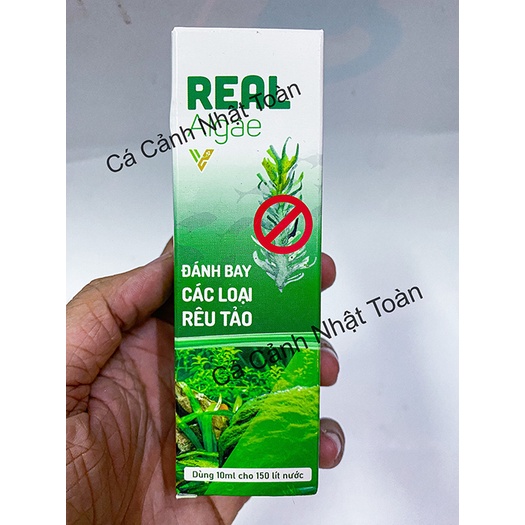 REAL
Algae
ĐÁNH BAY
CÁC LOẠI
RÊU TẢO
Dùng 10ml cho 150 lít nước
Cá Cảnh Nhật Toàn
Cá Cảnh Nhật Toàn